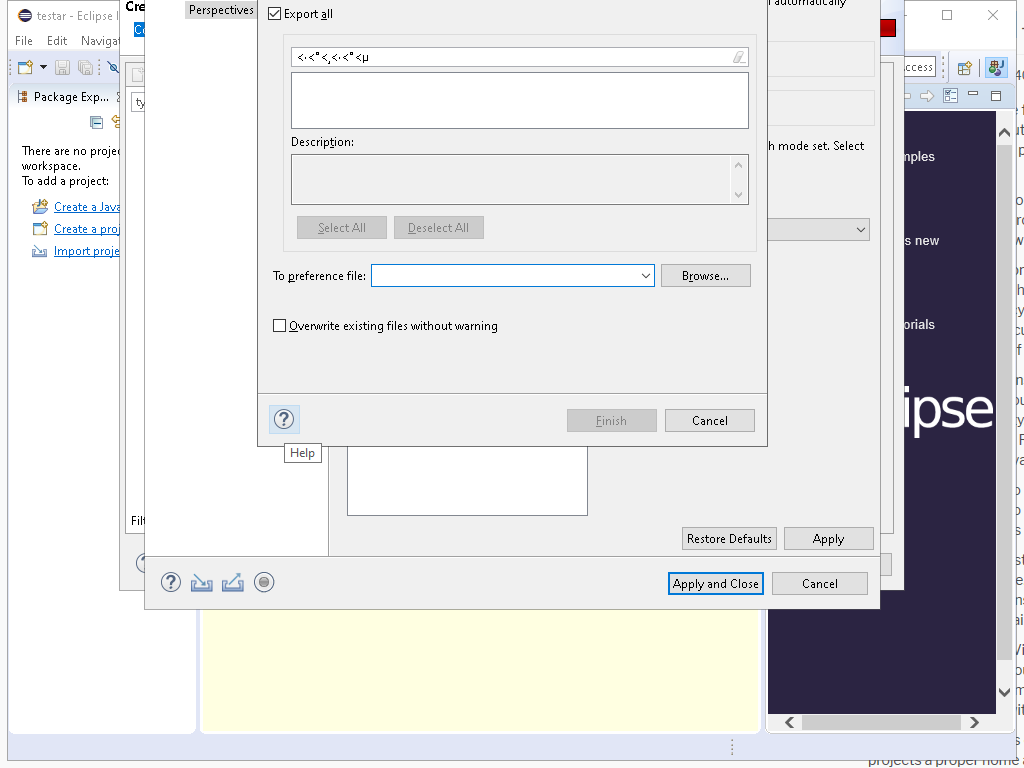 testar - Eclipse I
Cre
Perspectives
Export all
automatically
File
Edit
Navigat
Package Exp...
ty
There are no projec
workspace.
To add a project:
Create a Java
Create a proj
Import proje
Description:
Select All
Deselect All
To preference file:
Browse...
Overwrite existing files without warning
Finish
Cancel
Help
h mode set. Select
ccess
mples
s new
orials
ipse
Filt
Restore Defaults
Apply
Apply and Close
Cancel
projects a proper home a